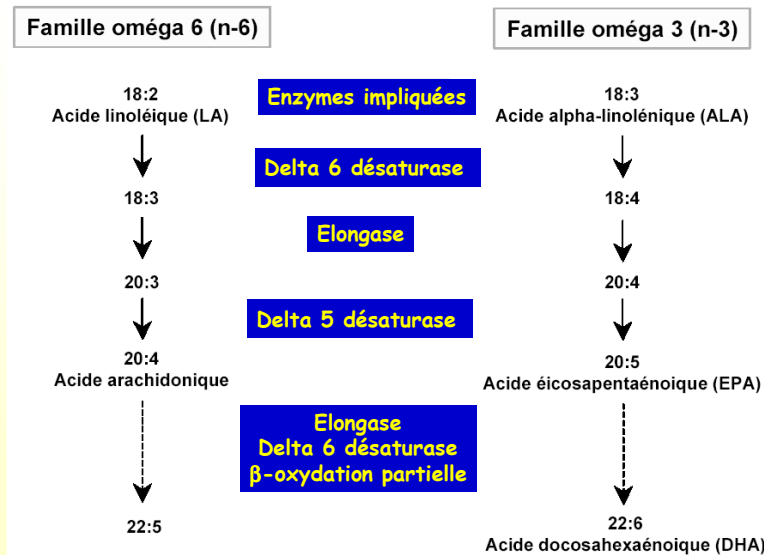 Famille oméga 6 (n-6)
Famille oméga 3 (n-3)
18:2
Acide linoléique (LA)
Enzymes impliquées
18:3
Acide alpha-linolénique (ALA)
Delta 6 désaturase
18:3
18:4
Elongase
20:3
20:4
Delta 5 désaturase
20:4
Acide arachidonique
20:5
Acide éicosapentaénoique (EPA)
Elongase
Delta 6 désaturase
β-oxydation partielle
22:5
22:6
Acide docosahexaénoique (DHA)